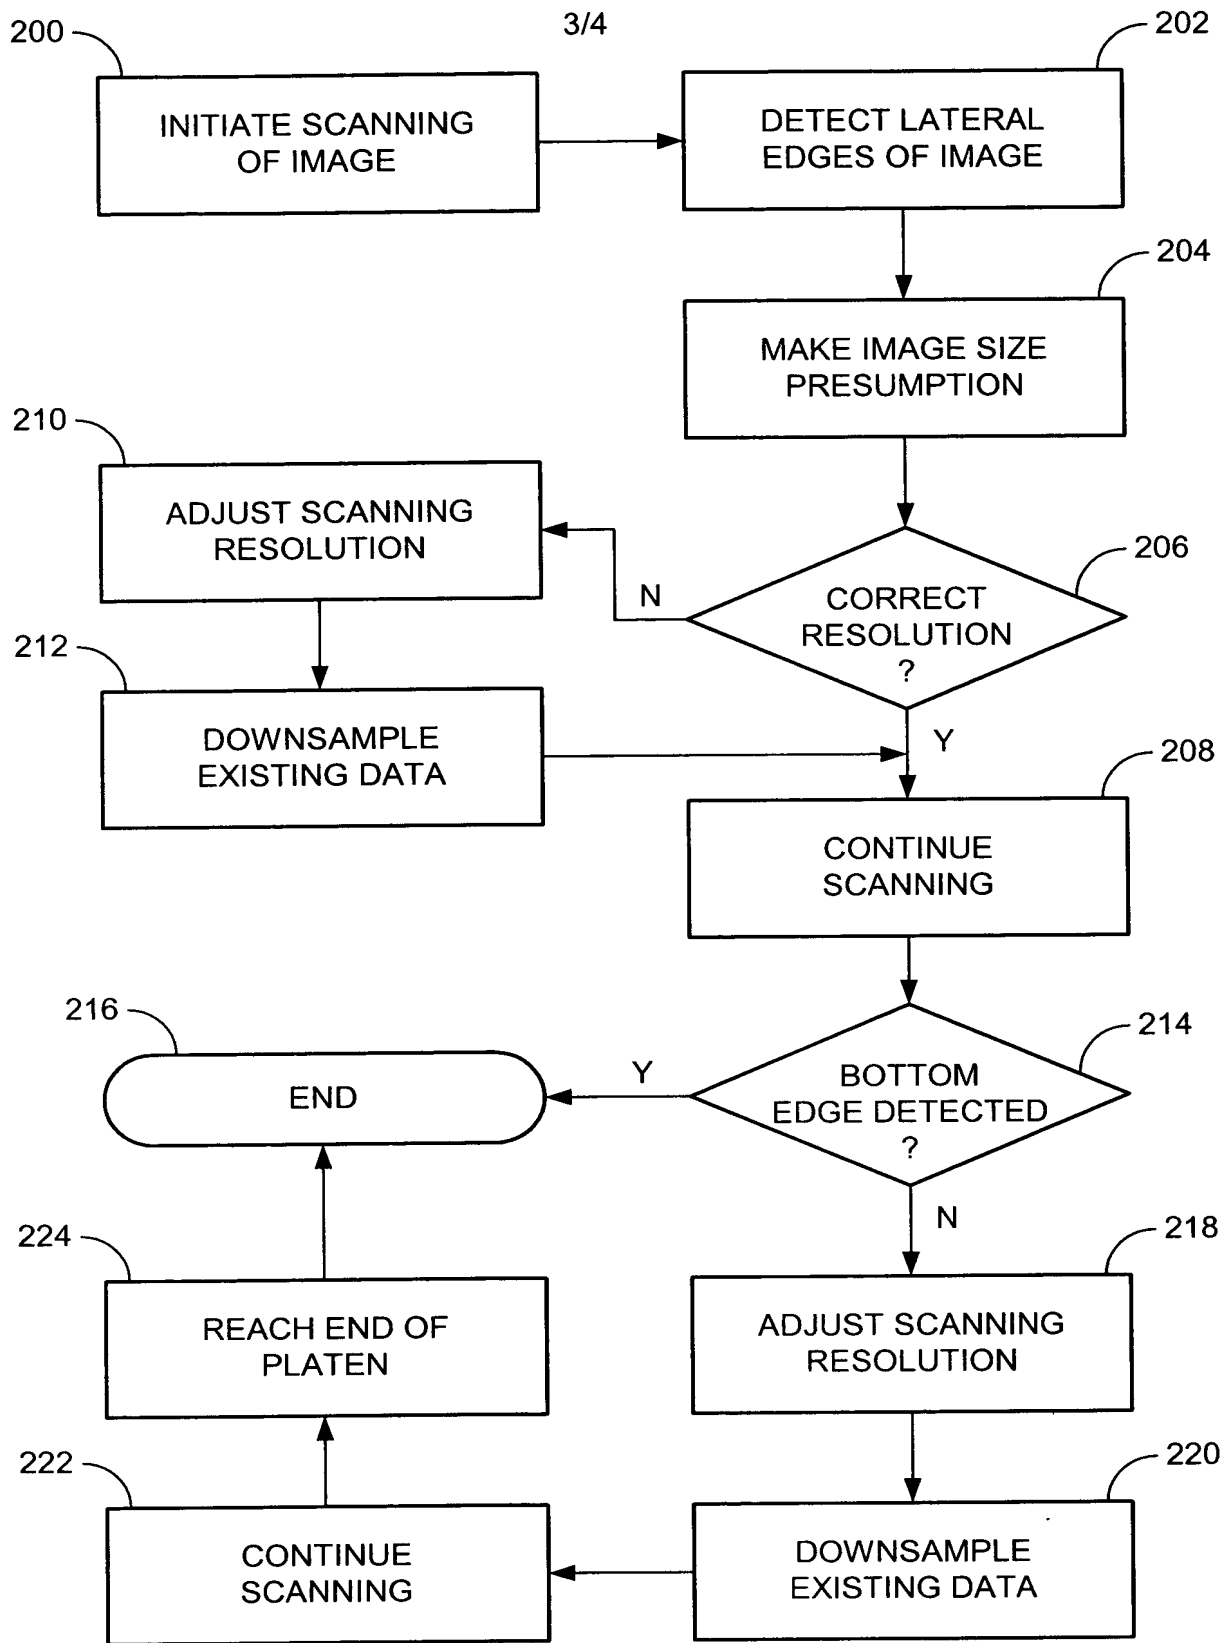 3/4
200
INITIATE SCANNING
OF IMAGE
202
DETECT LATERAL
EDGES OF IMAGE
204
MAKE IMAGE SIZE
PRESUMPTION
206
CORRECT
RESOLUTION
?
N
Y
210
ADJUST SCANNING
RESOLUTION
212
DOWNSAMPLE
EXISTING DATA
208
CONTINUE
SCANNING
214
BOTTOM
EDGE DETECTED
?
Y
N
216
END
218
ADJUST SCANNING
RESOLUTION
220
DOWNSAMPLE
EXISTING DATA
222
CONTINUE
SCANNING
224
REACH END OF
PLATEN